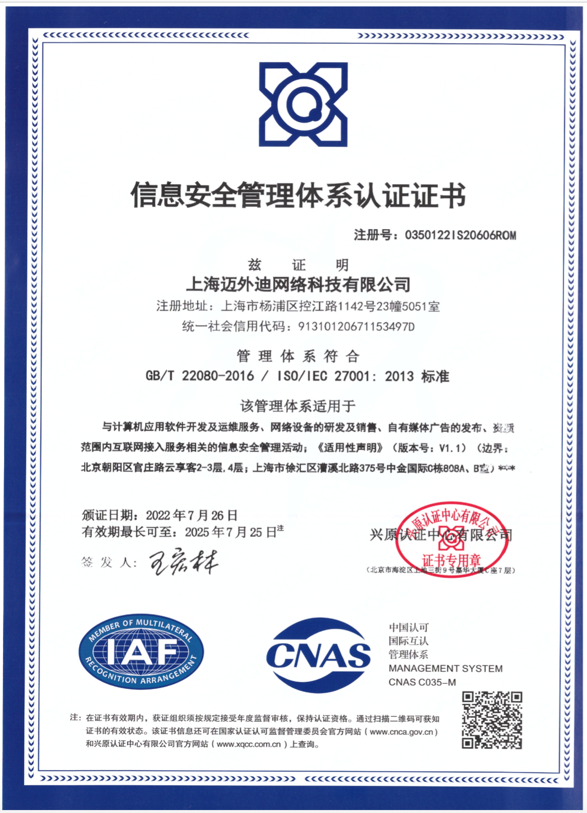 信息安全管理体系认证证书
注册号：0350122IS20606R0M
兹 证 明
上海迈外迪网络科技有限公司
注册地址：上海市杨浦区控江路1142号23幢5051室
统一社会信用代码：91310120671153497D
管理体系符合
GB/T 22080-2016 / ISO/IEC 27001: 2013 标准
该管理体系适用于
与计算机应用软件开发及运维服务、网络设备的研发及销售、自有媒体广告的发布、资质
范围内互联网接入服务相关的信息安全管理活动；《适用性声明》（版本号：V1.1）（边界：
北京朝阳区官庄路云享客2-3层,4层；上海市徐汇区漕溪北路375号中金国际C栋808A、B室）***
颁证日期：2022年7月26日
有效期最长可至：2025年7月25日注
签 发 人：
兴原认证中心有限公司
兴原认证中心有限公司
证书专用章
（北京市海淀区上地三街9号嘉华大厦C座7层）
MEMBER OF MULTILATERAL
IAF
RECOGNITION ARRANGEMENT
CNAS
中国认可
国际互认
管理体系
MANAGEMENT SYSTEM
CNAS C035-M
注：在证书有效期内，获证组织须按规定接受年度监督审核，保持认证资格。通过扫描二维码可获知
证书的有效状态。该证书信息还可在国家认证认可监督管理委员会官方网站（www.cnca.gov.cn）
和兴原认证中心有限公司官方网站（www.xqcc.com.cn）上查询。